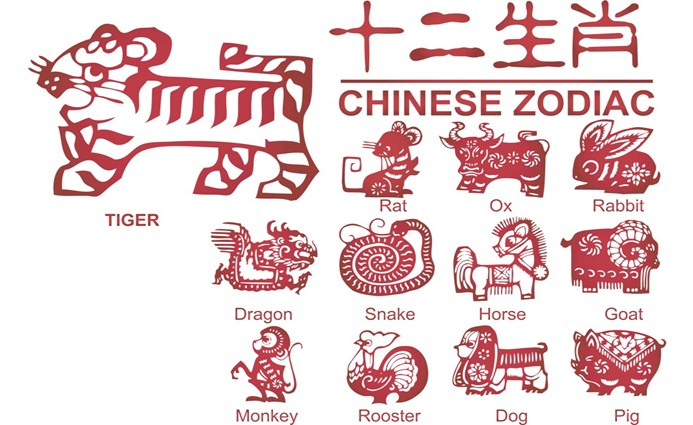 十二生肖
CHINESE ZODIAC
TIGER
Rat Ox Rabbit
Dragon Snake Horse Goat
Monkey Rooster Dog Pig